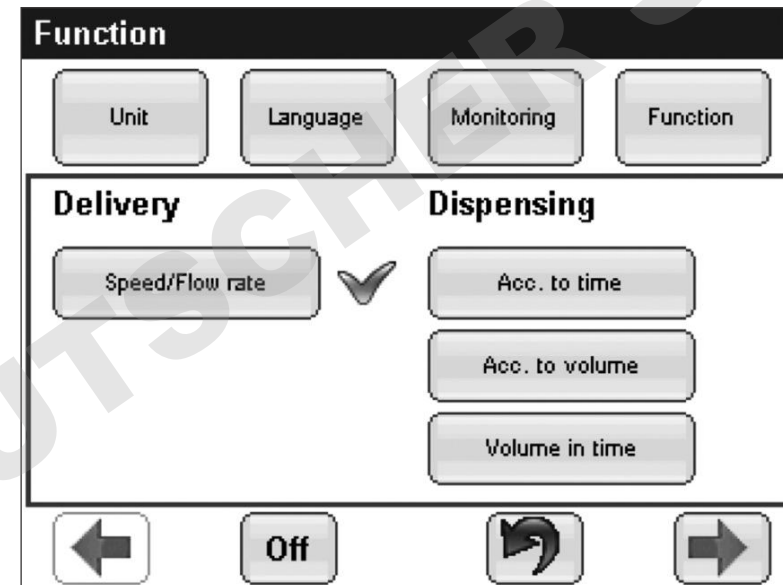 Function
Unit Language Monitoring Function
Delivery Dispensing
Speed/Flow rate Acc. to time
Acc. to volume
Volume in time
Off